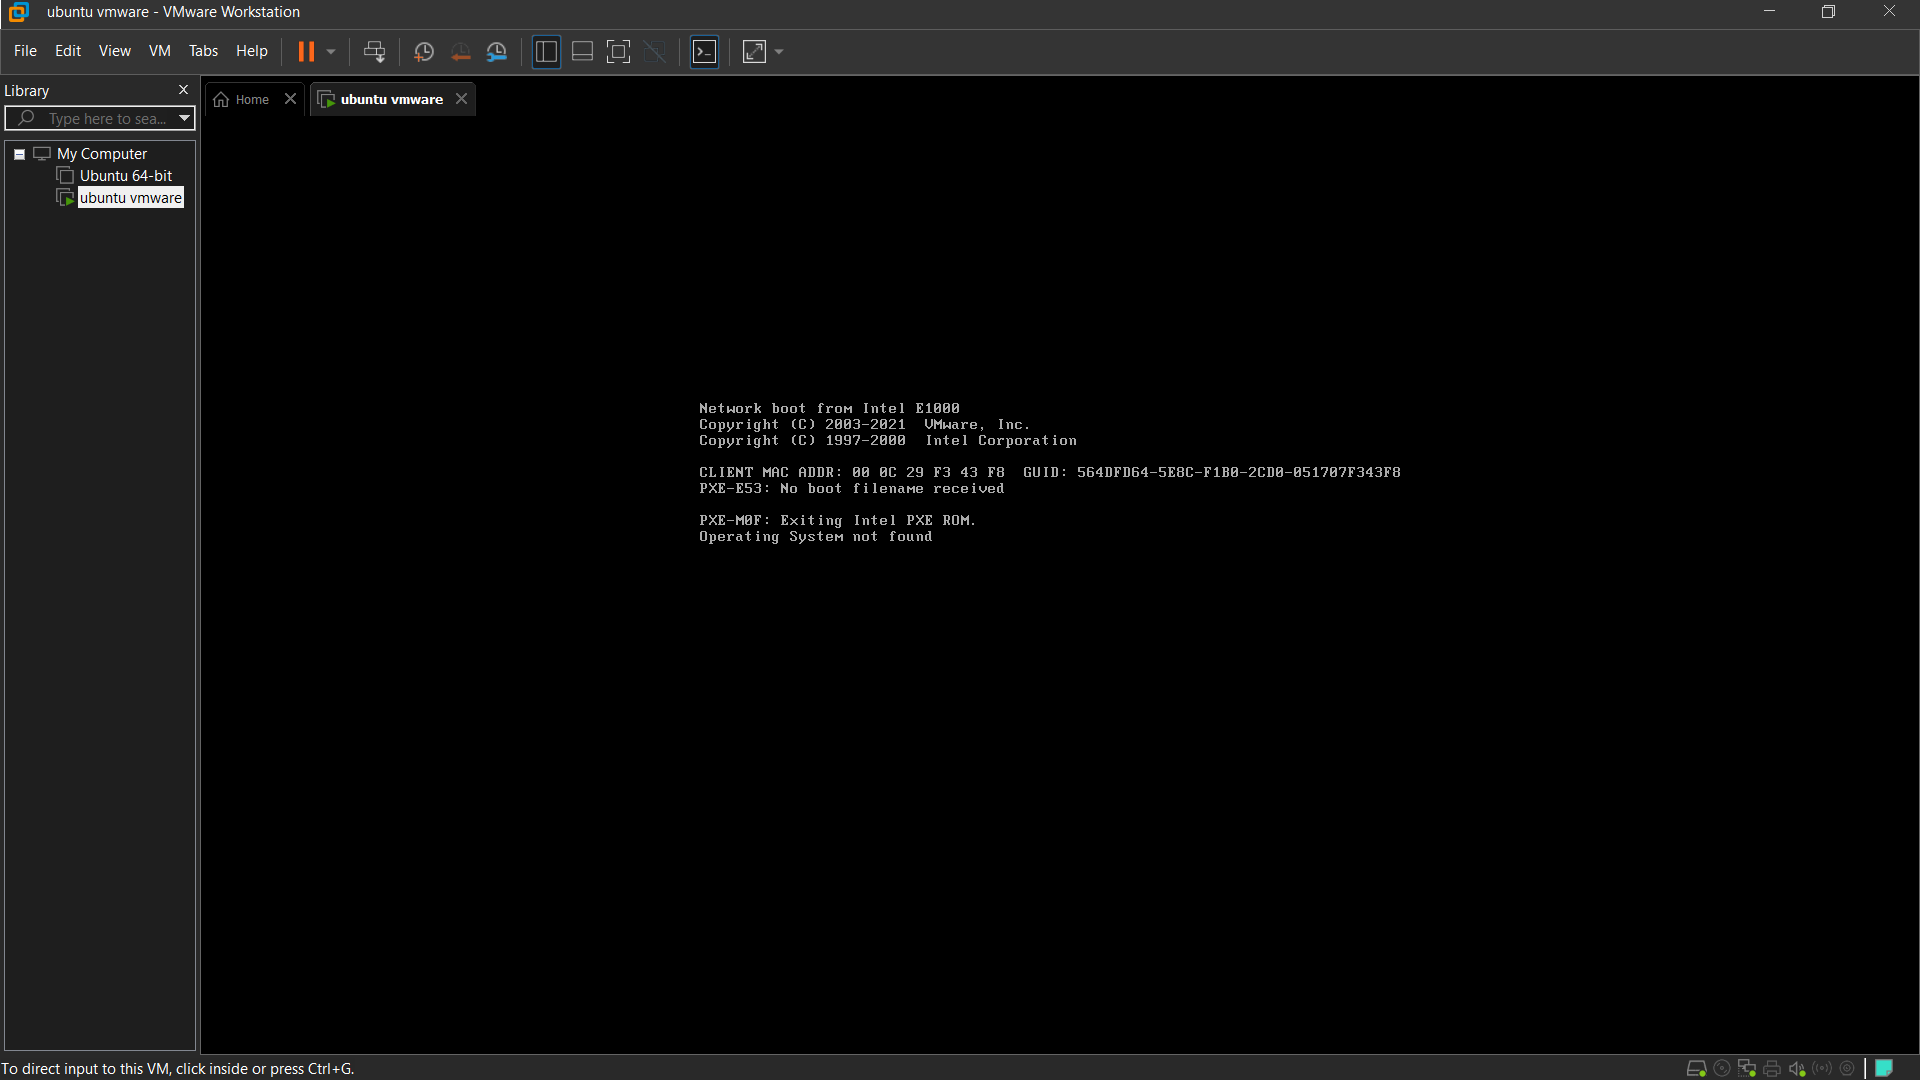 ubuntu vmware - VMware Workstation
File Edit View VM Tabs Help
Library
Type here to sea...
My Computer
Ubuntu 64-bit
ubuntu vmware
Home
ubuntu vmware
Network boot from Intel E1000
Copyright (C) 2003-2021  VMware, Inc.
Copyright (C) 1997-2000  Intel Corporation
CLIENT MAC ADDR: 00 0C 29 F3 43 F8  GUID: 564DFD64-5E8C-F1B0-2CD0-051707F343F8
PXE-E53: No boot filename received
PXE-M0F: Exiting Intel PXE ROM.
Operating System not found
To direct input to this VM, click inside or press Ctrl+G.